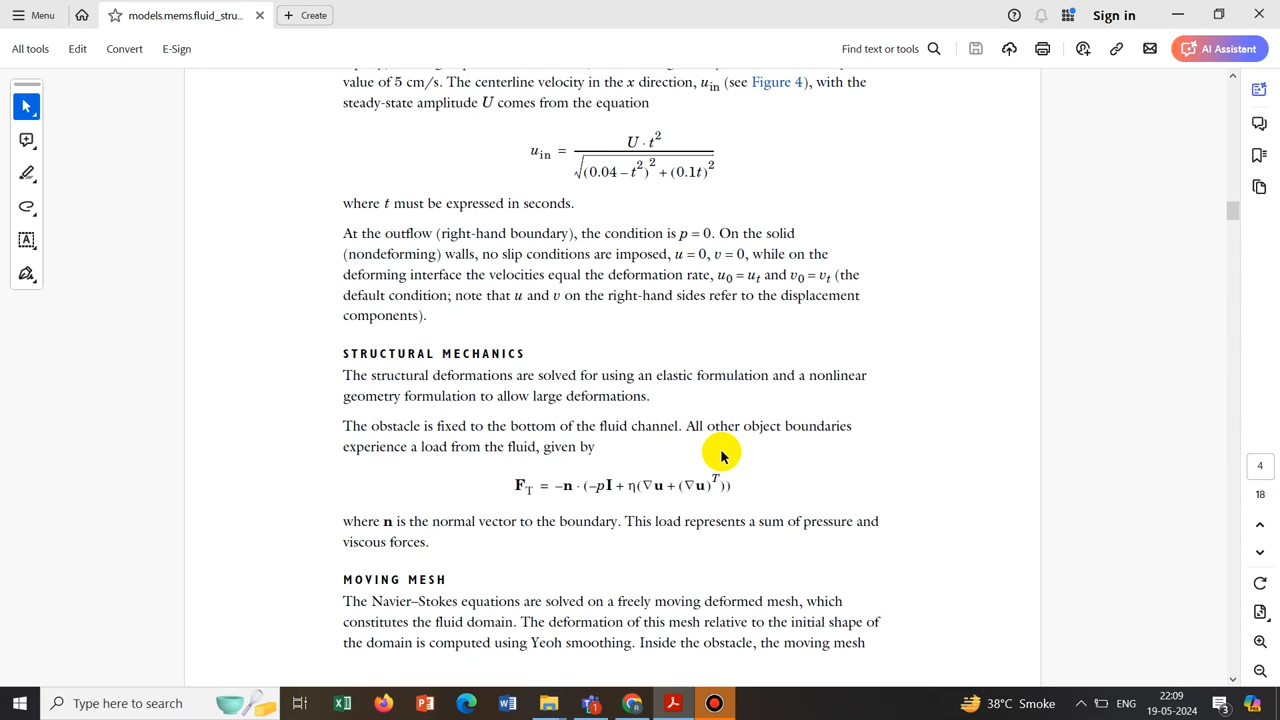 Menu
models.mems.fluid_stru...
Create
Sign in
All tools
Edit
Convert
E-Sign
Find text or tools
AI Assistant
value of 5 cm/s. The centerline velocity in the x direction, u_in (see Figure 4), with the
steady-state amplitude U comes from the equation
u_in = U · t^2 / √((0.04 – t^2)^2 + (0.1t)^2)
where t must be expressed in seconds.
At the outflow (right-hand boundary), the condition is p = 0. On the solid
(nondeforming) walls, no slip conditions are imposed, u = 0, v = 0, while on the
deforming interface the velocities equal the deformation rate, u_0 = u_t and v_0 = v_t (the
default condition; note that u and v on the right-hand sides refer to the displacement
components).
STRUCTURAL MECHANICS
The structural deformations are solved for using an elastic formulation and a nonlinear
geometry formulation to allow large deformations.
The obstacle is fixed to the bottom of the fluid channel. All other object boundaries
experience a load from the fluid, given by
F_T = –n · (–pI + η(∇u + (∇u)^T))
where n is the normal vector to the boundary. This load represents a sum of pressure and
viscous forces.
MOVING MESH
The Navier–Stokes equations are solved on a freely moving deformed mesh, which
constitutes the fluid domain. The deformation of this mesh relative to the initial shape of
the domain is computed using Yeoh smoothing. Inside the obstacle, the moving mesh
4
18
Type here to search
38°C Smoke
ENG
22:09
19-05-2024
3